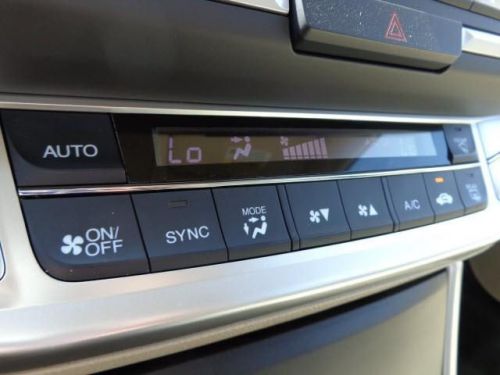 AUTO
Lo
ON/
OFF
SYNC
MODE
A/C